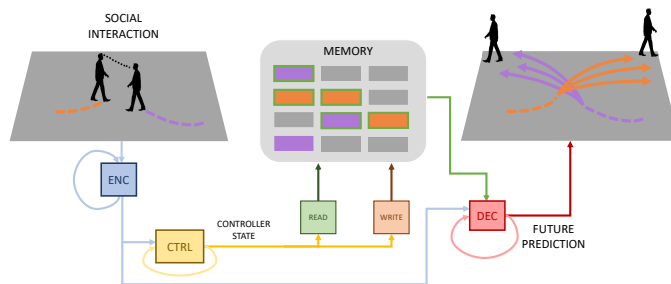 SOCIAL
INTERACTION
MEMORY
ENC
CONTROLLER
STATE
READ
WRITE
CTRL
DEC
FUTURE
PREDICTION